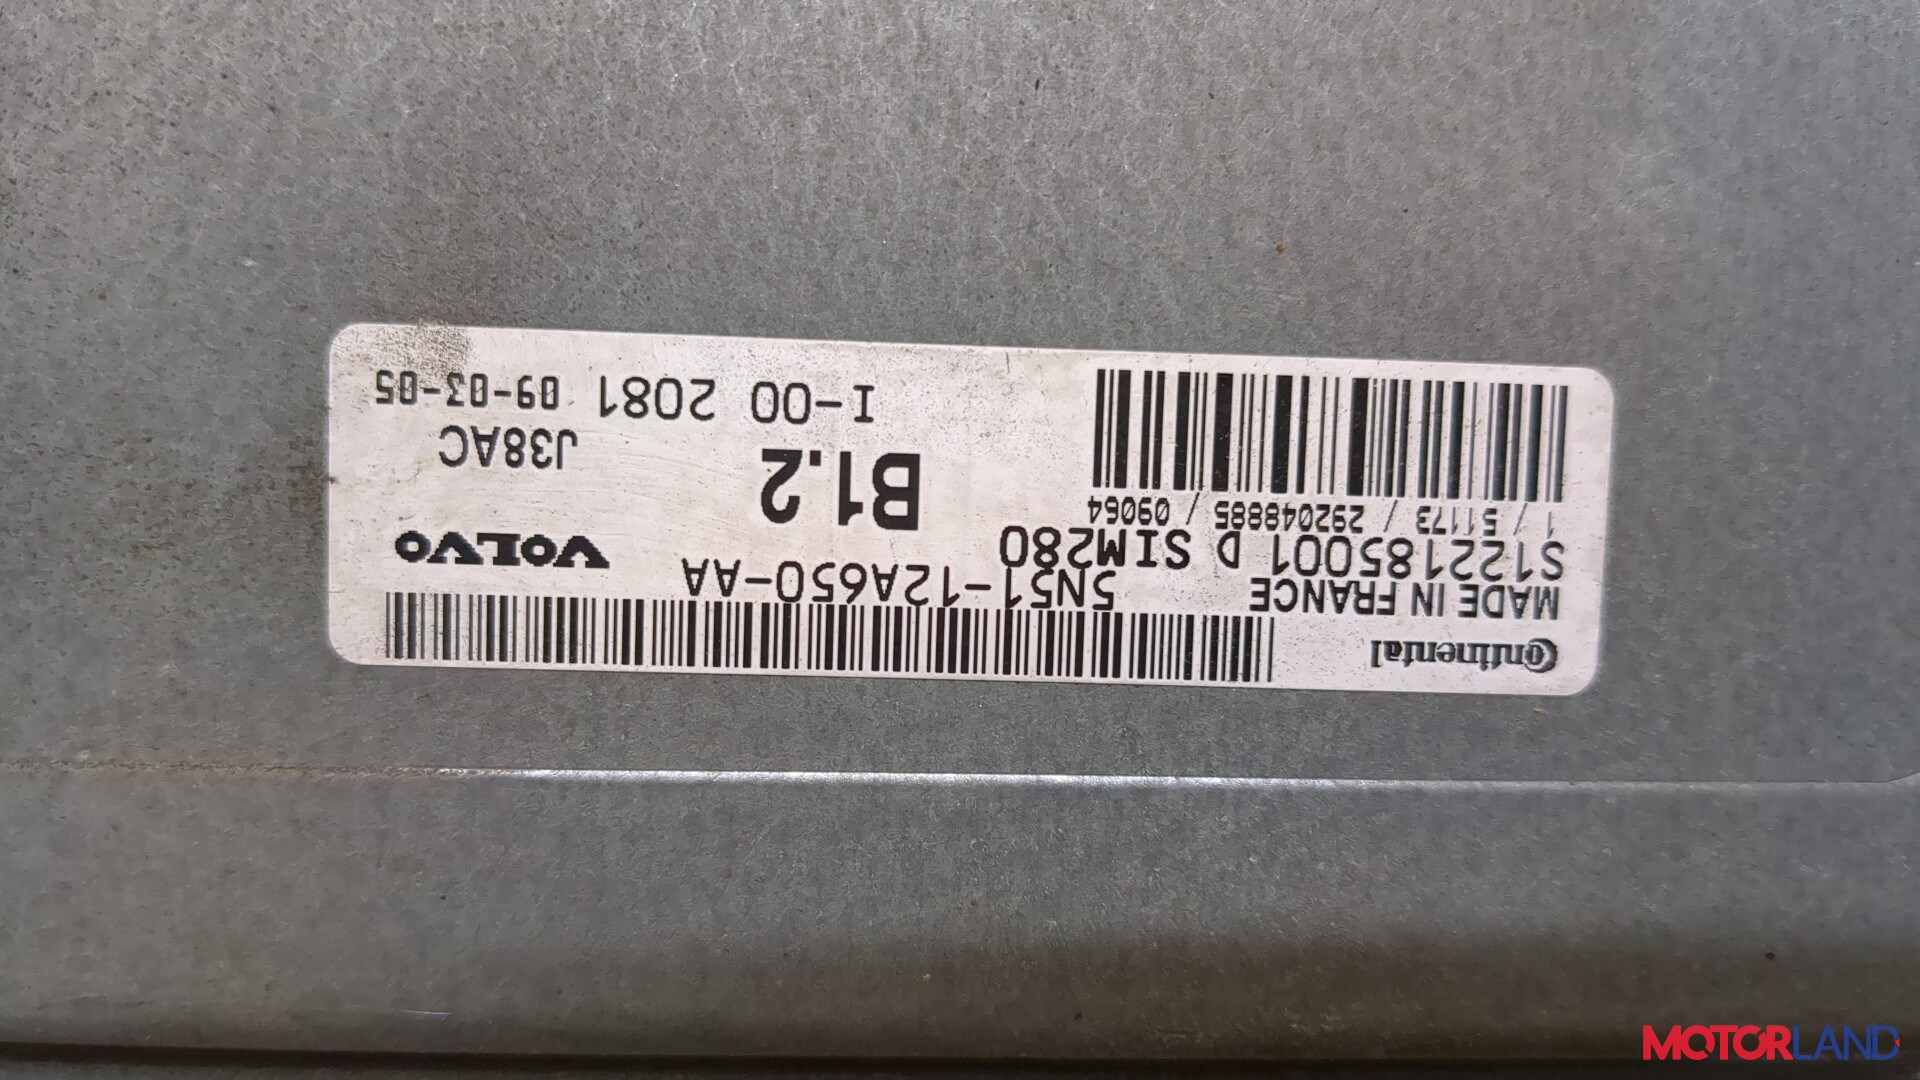 Continental
MADE IN FRANCE
5N51-12A650-AA
VOLVO
S122185001 D SIM280
1 / 51173 / 292048885 / 09064
B1.2
J38AC
I-00 2081 09-03-05
MOTORLAND